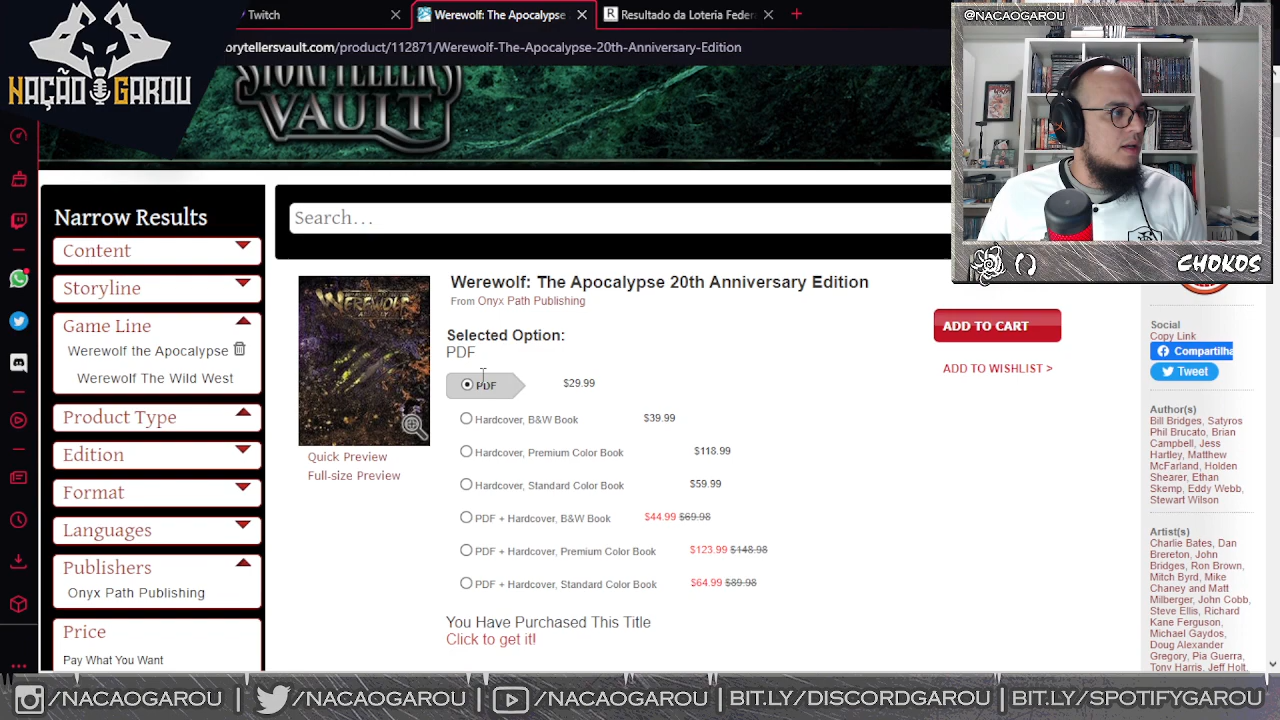 Twitch
Werewolf: The Apocalypse
Resultado da Loteria Feder
@NACAOGAROU
NAÇÃO GAROU
orytellersvault.com/product/112871/Werewolf-The-Apocalypse-20th-Anniversary-Edition
STORYTELLERS
VAULT
Narrow Results
Content
Storyline
Game Line
Werewolf the Apocalypse
Werewolf The Wild West
Product Type
Edition
Format
Languages
Publishers
Onyx Path Publishing
Price
Pay What You Want
Search...
WEREWOLF
Quick Preview
Full-size Preview
Werewolf: The Apocalypse 20th Anniversary Edition
From Onyx Path Publishing
Selected Option:
PDF
PDF $29.99
Hardcover, B&W Book $39.99
Hardcover, Premium Color Book $118.99
Hardcover, Standard Color Book $59.99
PDF + Hardcover, B&W Book $44.99 $69.98
PDF + Hardcover, Premium Color Book $123.99 $148.98
PDF + Hardcover, Standard Color Book $64.99 $89.98
You Have Purchased This Title
Click to get it!
ADD TO CART
ADD TO WISHLIST >
CHOKOS
Social
Copy Link
Compartilha
Tweet
Author(s)
Bill Bridges, Satyros
Phil Brucato, Brian
Campbell, Jess
Hartley, Matthew
McFarland, Holden
Shearer, Ethan
Skemp, Eddy Webb,
Stewart Wilson
Artist(s)
Charlie Bates, Dan
Brereton, John
Bridges, Ron Brown,
Mitch Byrd, Mike
Chaney and Matt
Milberger, John Cobb,
Steve Ellis, Richard
Kane Ferguson,
Michael Gaydos,
Doug Alexander
Gregory, Pia Guerra,
Tony Harris, Jeff Holt,
/NACAOGAROU | /NACAOGAROU | /NACAOGAROU | BIT.LY/DISCORDGAROU | BIT.LY/SPOTIFYGAROU